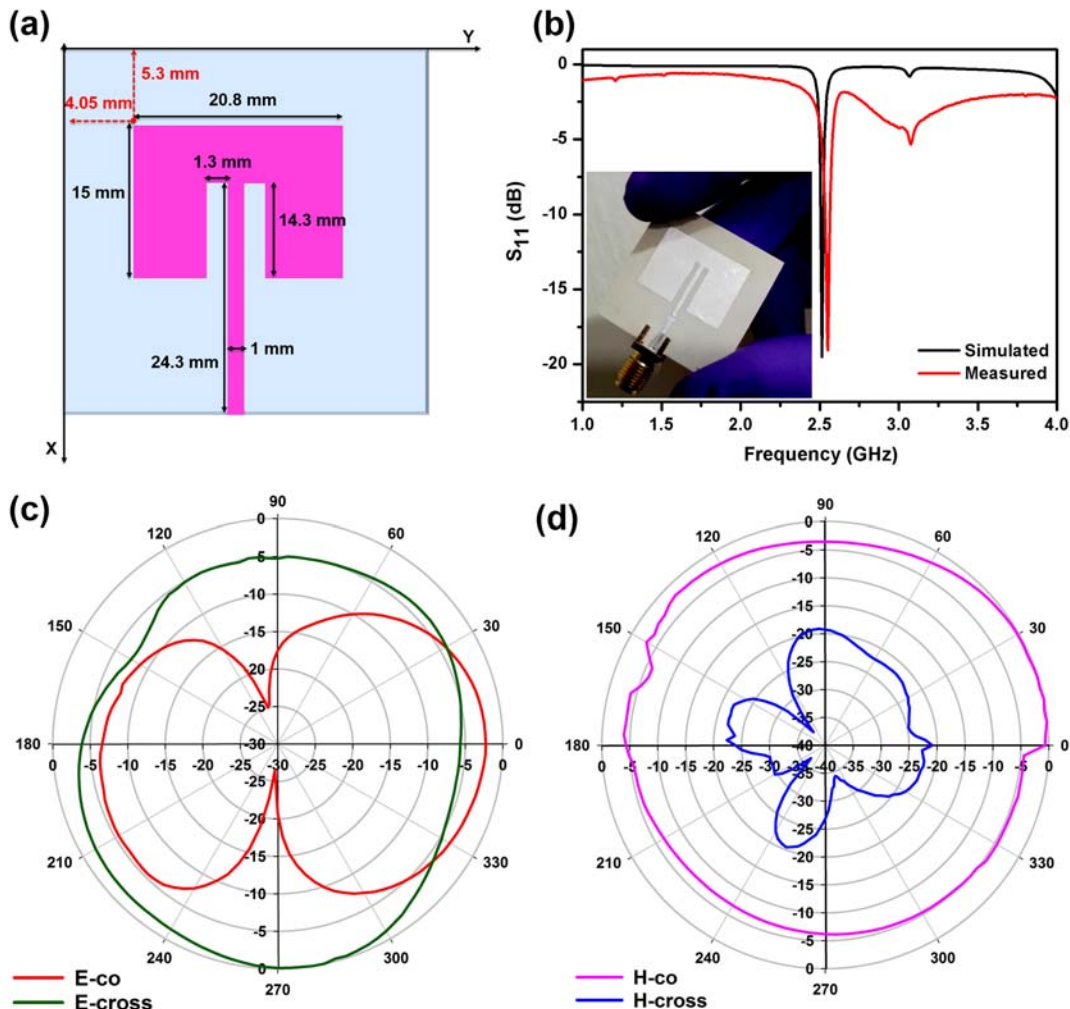 (a)
Y
5.3 mm
4.05 mm
20.8 mm
1.3 mm
15 mm
14.3 mm
24.3 mm
1 mm
X
(b)
0
-5
-10
-15
-20
S11 (dB)
Simulated
Measured
1.0 1.5 2.0 2.5 3.0 3.5 4.0
Frequency (GHz)
(c)
90
120 0 60
-5
-10
150 -15 30
-20
-25
180 -30 0
0 -5 -10 -15 -20 -25 -30 -25 -20 -15 -10 -5 0
-25
-20
210 -15 330
-10
-5
240 0 300
270
E-co
E-cross
(d)
90
120 0 60
-5
-10
-15
150 -20 30
-25
-30
-35
180 -40 0
0 -5 -10 -15 -20 -25 -30 -35 -40 -35 -30 -25 -20 -15 -10 -5 0
-35
-30
-25
210 -20 330
-15
-10
-5
240 0 300
270
H-co
H-cross